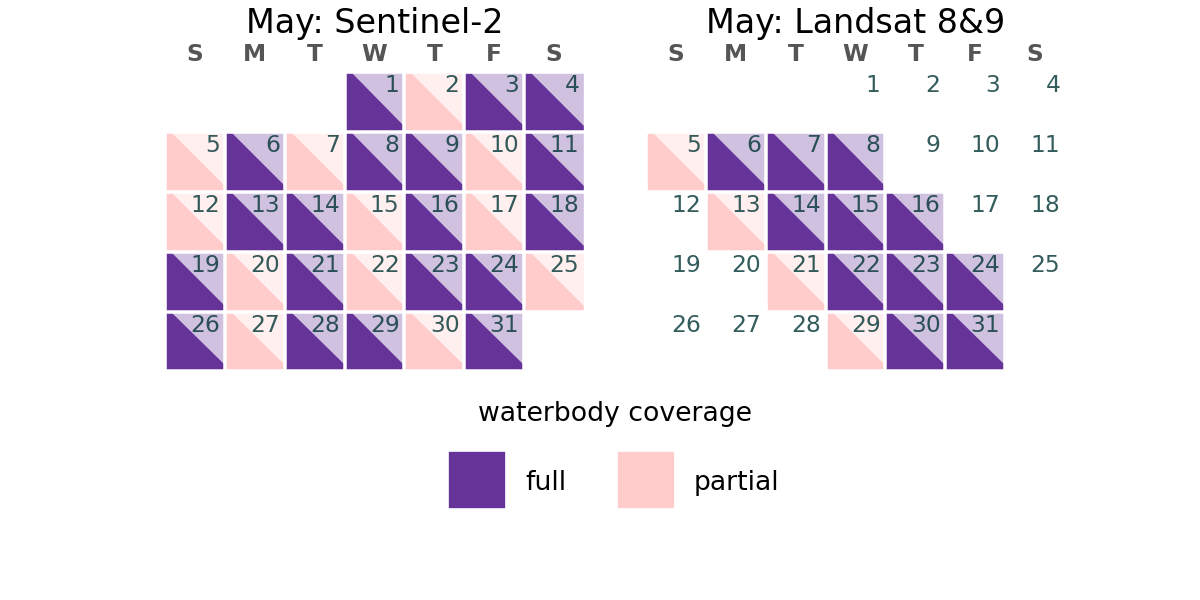 May: Sentinel-2
S M T W T F S
1 2 3 4
5 6 7 8 9 10 11
12 13 14 15 16 17 18
19 20 21 22 23 24 25
26 27 28 29 30 31
May: Landsat 8&9
S M T W T F S
1 2 3 4
5 6 7 8 9 10 11
12 13 14 15 16 17 18
19 20 21 22 23 24 25
26 27 28 29 30 31
waterbody coverage
full
partial